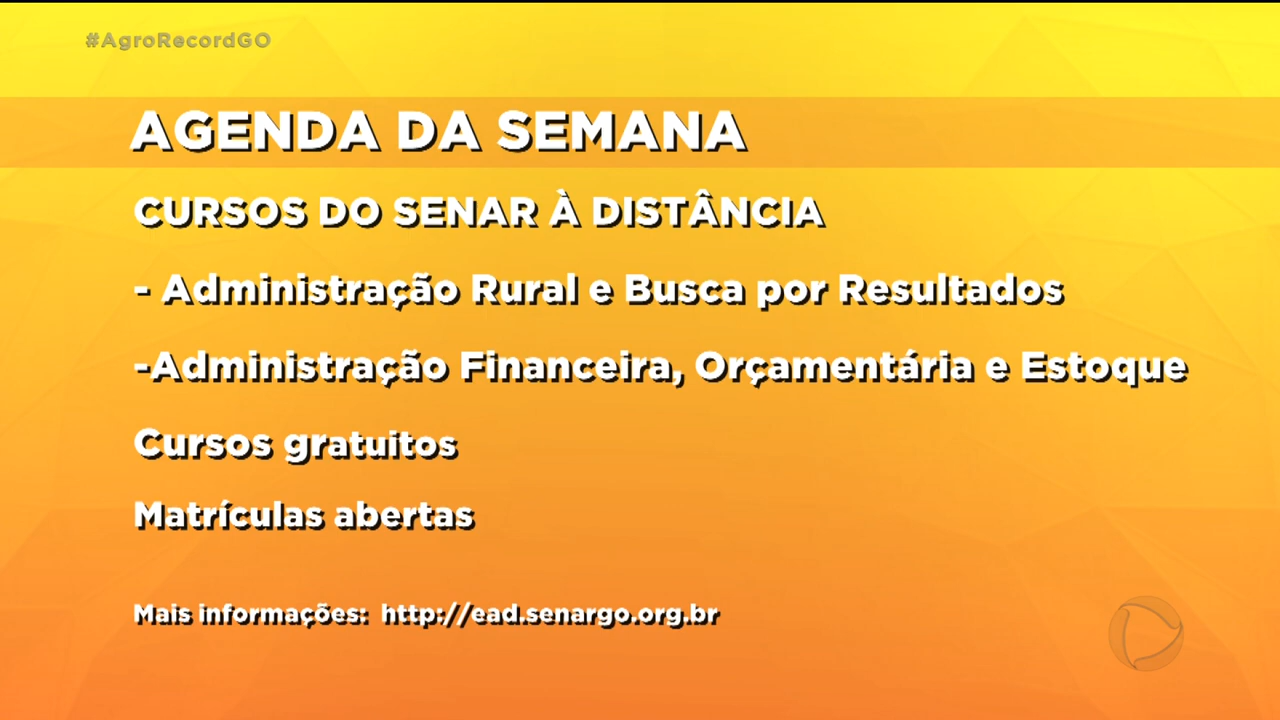 #AgroRecordGO
AGENDA DA SEMANA
CURSOS DO SENAR À DISTÂNCIA
- Administração Rural e Busca por Resultados
-Administração Financeira, Orçamentária e Estoque
Cursos gratuitos
Matrículas abertas
Mais informações: http://ead.senargo.org.br